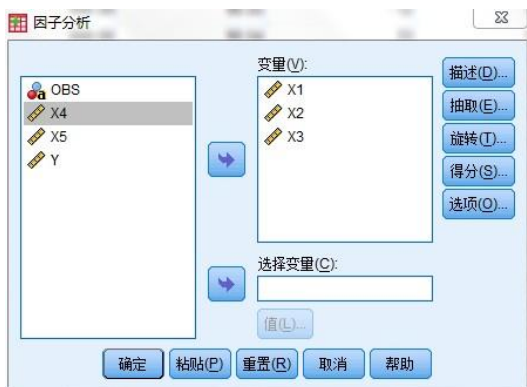 因子分析
变量(V):
OBS
X4
X5
Y
X1
X2
X3
描述(D)...
抽取(E)...
旋转(T)...
得分(S)...
选项(O)...
选择变量(C):
值(L)...
确定 粘贴(P) 重置(R) 取消 帮助